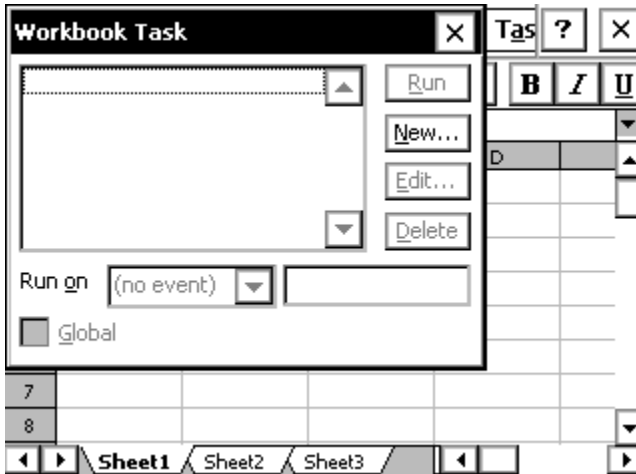 Workbook Task
Tas ?
Run
B I U
New...
D
Edit...
Delete
Run on (no event)
Global
7
8
Sheet1 Sheet2 Sheet3